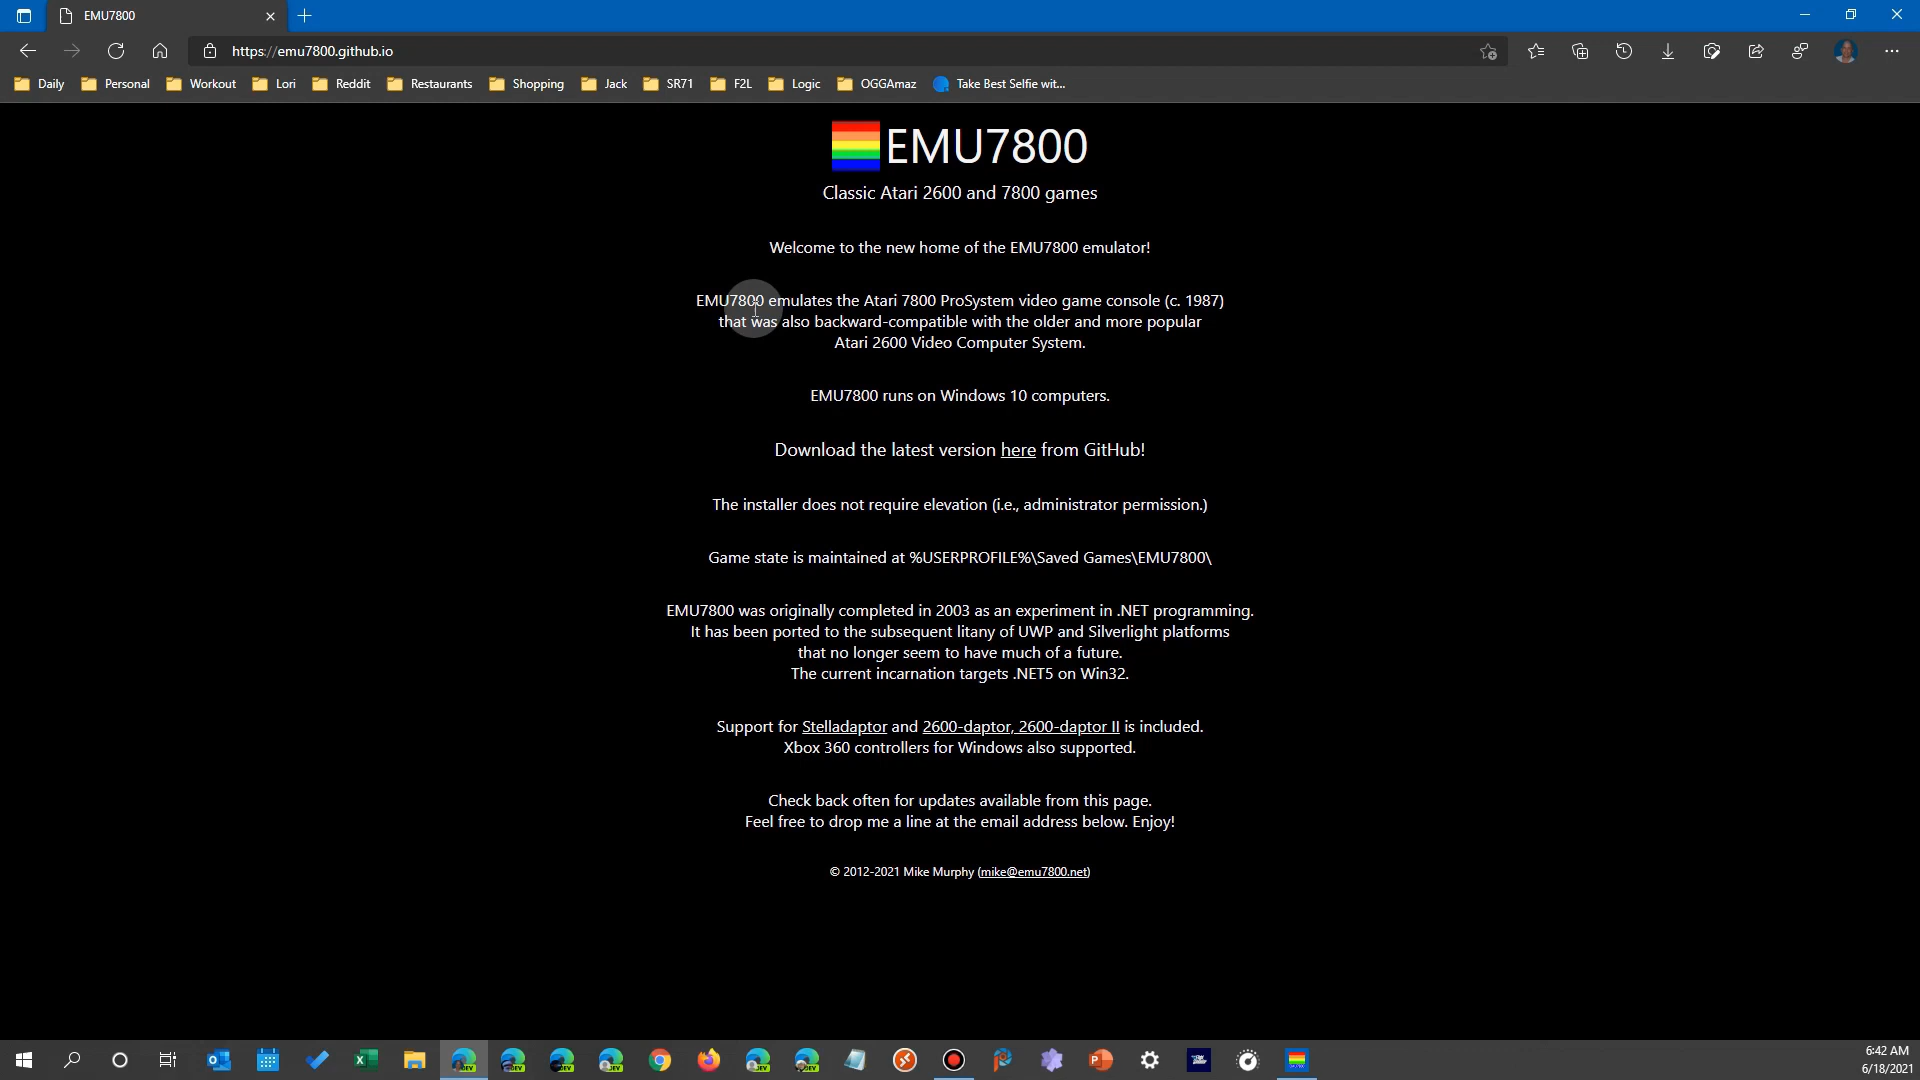 EMU7800
https://emu7800.github.io
Daily
Personal
Workout
Lori
Reddit
Restaurants
Shopping
Jack
SR71
F2L
Logic
OGGAmaz
Take Best Selfie wit...
EMU7800
Classic Atari 2600 and 7800 games
Welcome to the new home of the EMU7800 emulator!
EMU7800 emulates the Atari 7800 ProSystem video game console (c. 1987)
that was also backward-compatible with the older and more popular
Atari 2600 Video Computer System.
EMU7800 runs on Windows 10 computers.
Download the latest version here from GitHub!
The installer does not require elevation (i.e., administrator permission.)
Game state is maintained at %USERPROFILE%\Saved Games\EMU7800\
EMU7800 was originally completed in 2003 as an experiment in .NET programming.
It has been ported to the subsequent litany of UWP and Silverlight platforms
that no longer seem to have much of a future.
The current incarnation targets .NET5 on Win32.
Support for Stelladaptor and 2600-daptor, 2600-daptor II is included.
Xbox 360 controllers for Windows also supported.
Check back often for updates available from this page.
Feel free to drop me a line at the email address below. Enjoy!
© 2012-2021 Mike Murphy (mike@emu7800.net)
6:42 AM
6/18/2021